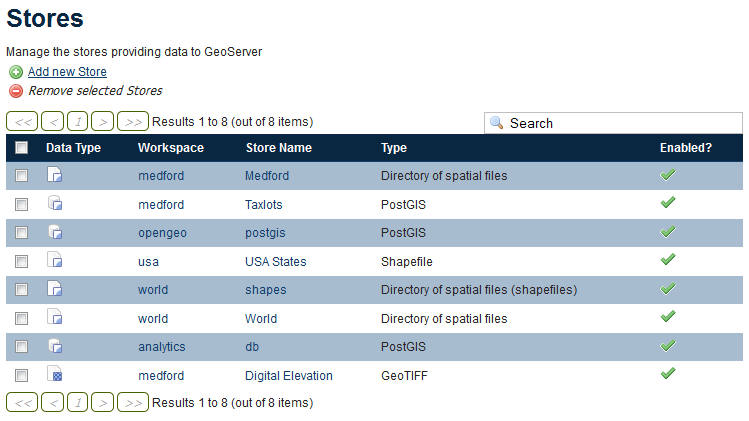 Stores
Manage the stores providing data to GeoServer
Add new Store
Remove selected Stores
<< < 1 > >> Results 1 to 8 (out of 8 items) Search
Data Type Workspace Store Name Type Enabled?
medford Medford Directory of spatial files
medford Taxlots PostGIS
opengeo postgis PostGIS
usa USA States Shapefile
world shapes Directory of spatial files (shapefiles)
world World Directory of spatial files
analytics db PostGIS
medford Digital Elevation GeoTIFF
<< < 1 > >> Results 1 to 8 (out of 8 items)